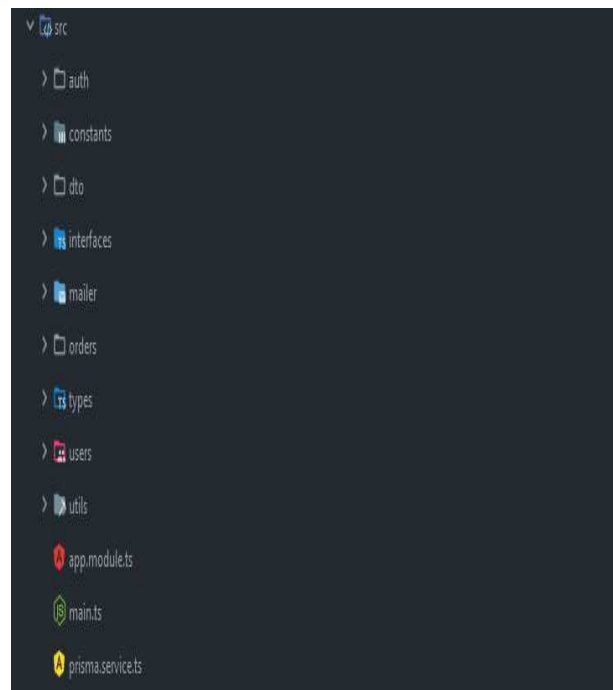 src
auth
constants
dto
interfaces
mailer
orders
types
users
utils
app.module.ts
main.ts
prisma.service.ts